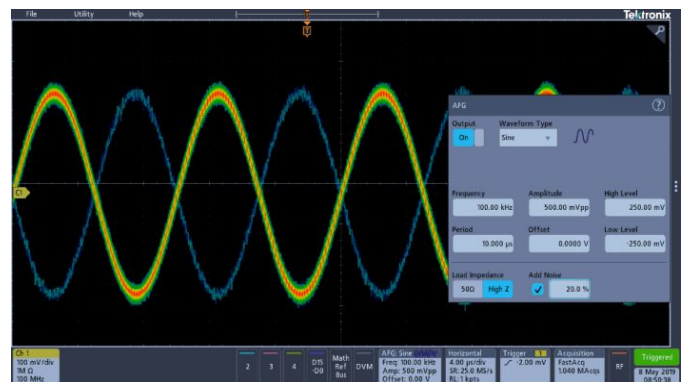 File Utility Help Tektronix
T
C1
AFG ?
Output Waveform Type
On Sine
Frequency Amplitude High Level
100.00 kHz 500.00 mVpp 250.00 mV
Period Offset Low Level
10.000 µs 0.0000 V -250.00 mV
Load Impedance Add Noise
50Ω High Z 20.0 %
Ch 1
100 mV/div
1M Ω
100 MHz
2 3 4
D15
-D0
Math
Ref
Bus
DVM
AFG: Sine
Freq: 100.00 kHz
Amp: 500 mVpp
Offset: 0.00 V
Horizontal
4.00 µs/div
SR: 25.0 MS/s
RL: 1 kpts
Trigger 1
-2.00 mV
Acquisition
FastAcq
1.040 MAcqs
RF
Triggered
8 May 2019
08:50:38